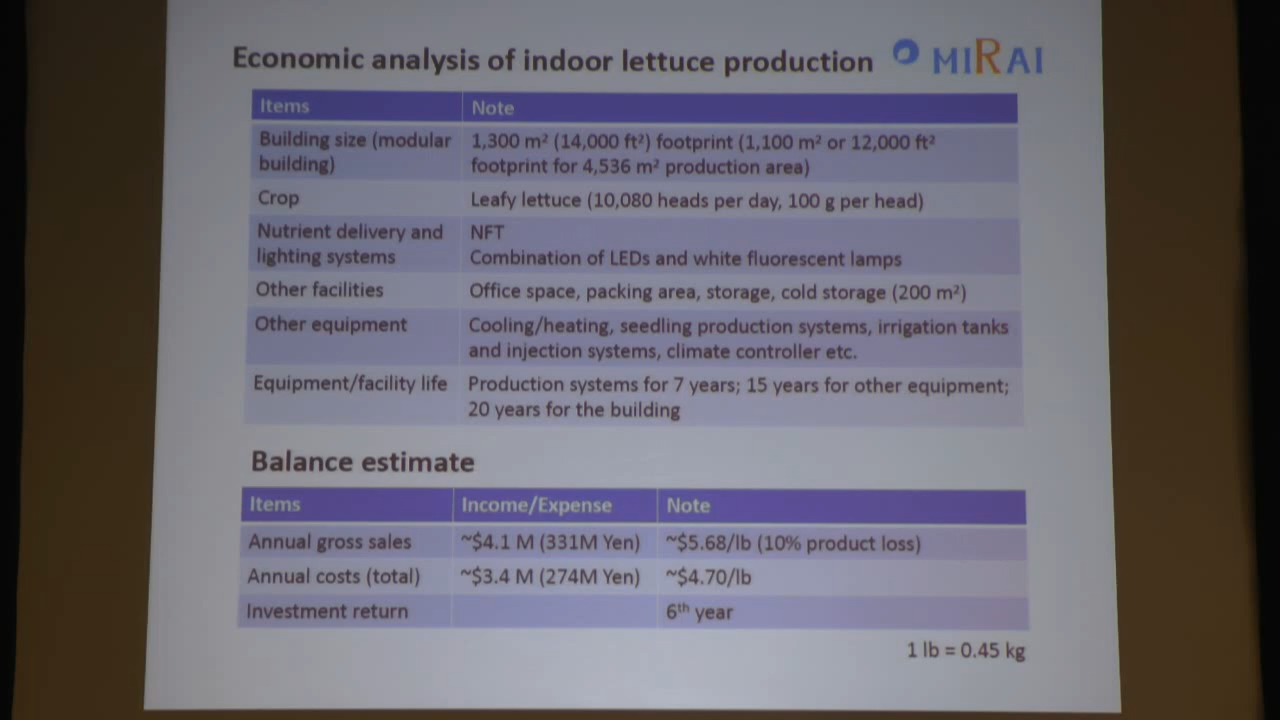 Economic analysis of indoor lettuce production MIRAI
Items Note
Building size (modular 1,300 m² (14,000 ft²) footprint (1,100 m² or 12,000 ft²
building) footprint for 4,536 m² production area)
Crop Leafy lettuce (10,080 heads per day, 100 g per head)
Nutrient delivery and NFT
lighting systems Combination of LEDs and white fluorescent lamps
Other facilities Office space, packing area, storage, cold storage (200 m²)
Other equipment Cooling/heating, seedling production systems, irrigation tanks
and injection systems, climate controller etc.
Equipment/facility life Production systems for 7 years; 15 years for other equipment;
20 years for the building
Balance estimate
Items Income/Expense Note
Annual gross sales ~$4.1 M (331M Yen) ~$5.68/lb (10% product loss)
Annual costs (total) ~$3.4 M (274M Yen) ~$4.70/lb
Investment return 6th year
1 lb = 0.45 kg